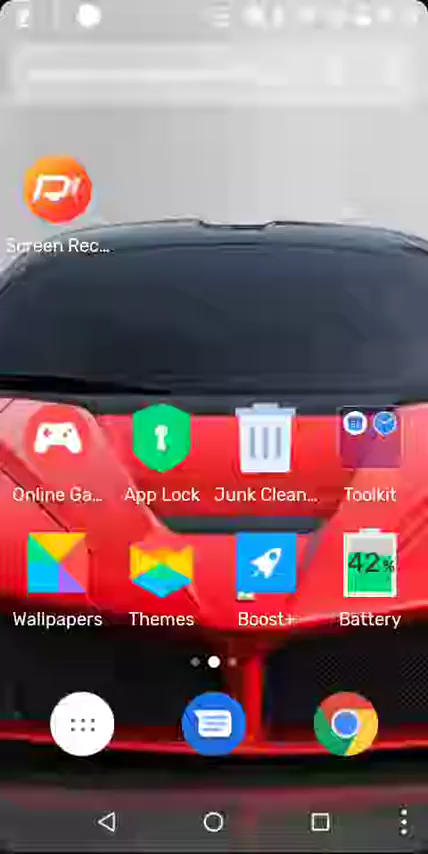 Screen Rec...
Online Ga...
App Lock
Junk Clean...
Toolkit
42%
Wallpapers
Themes
Boost+
Battery